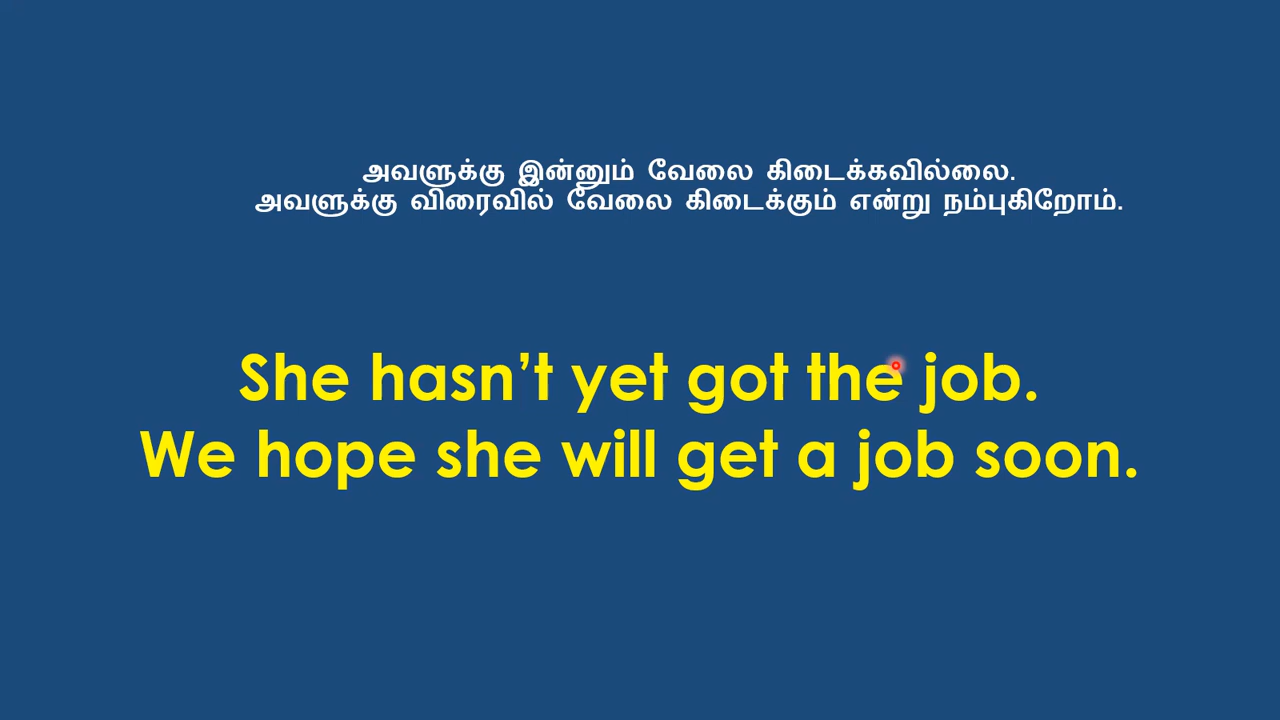 அவளுக்கு இன்னும் வேலை கிடைக்கவில்லை.
அவளுக்கு விரைவில் வேலை கிடைக்கும் என்று நம்புகிறோம்.
She hasn’t yet got the job.
We hope she will get a job soon.